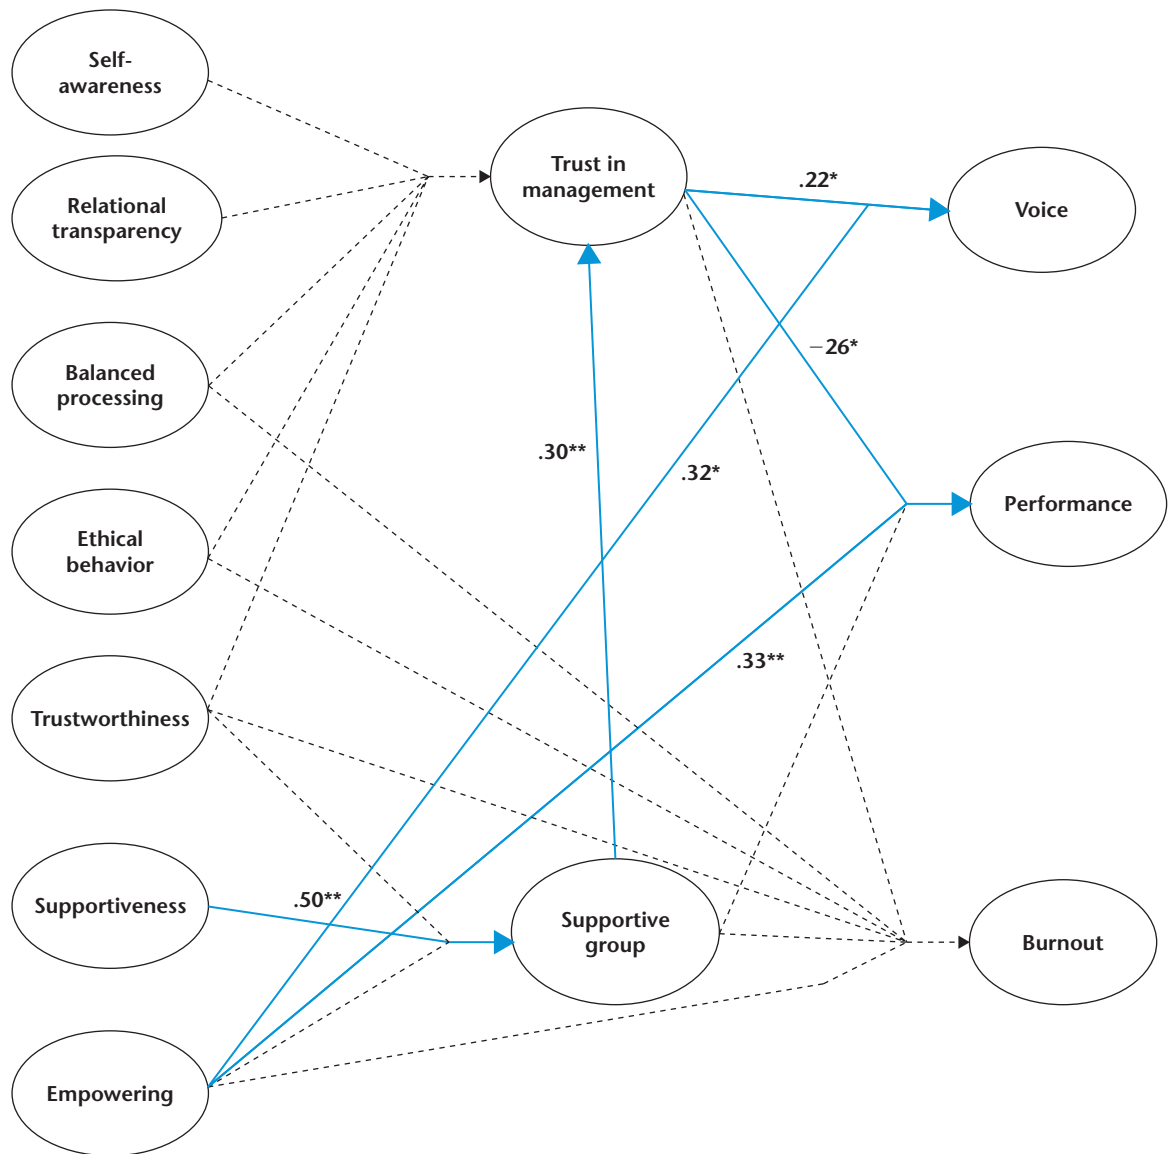 Self-
awareness
Trust in
management
.22*
Voice
Relational
transparency
−26*
Balanced
processing
.30**
.32*
Performance
Ethical
behavior
.33**
Trustworthiness
.50**
Supportiveness
Supportive
group
Burnout
Empowering